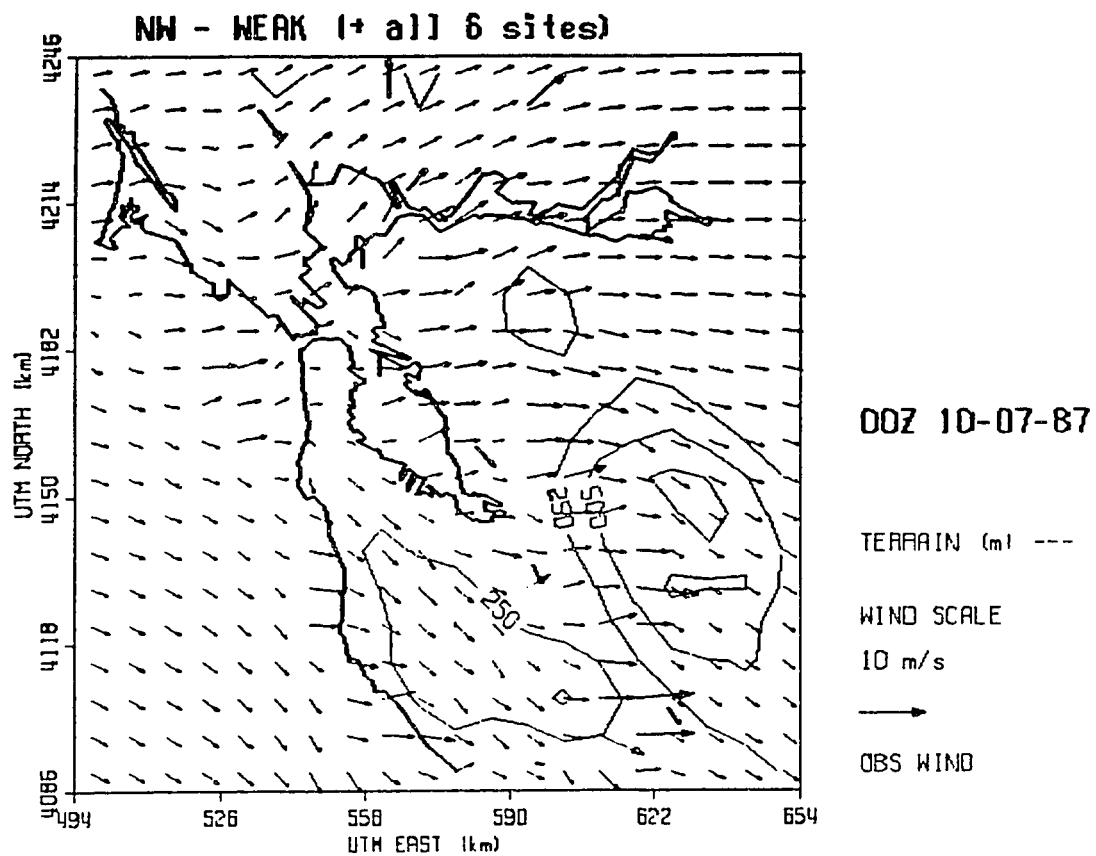 NW - WEAK (+ all 6 sites)
4246
4214
4182
4150
4118
4086
UTM NORTH (km)
494
526
558
590
622
654
UTM EAST (km)
250
500
250
00Z 10-07-87
TERRAIN (m) ---
WIND SCALE
10 m/s
OBS WIND